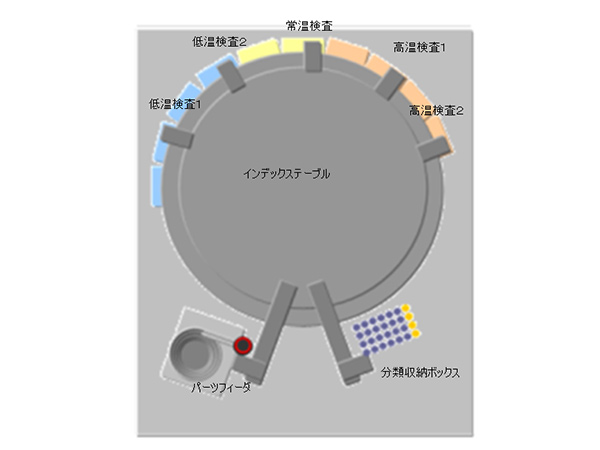 常温検査
低温検査2
高温検査1
低温検査1
高温検査2
インデックステーブル
パーツフィーダ
分類収納ボックス